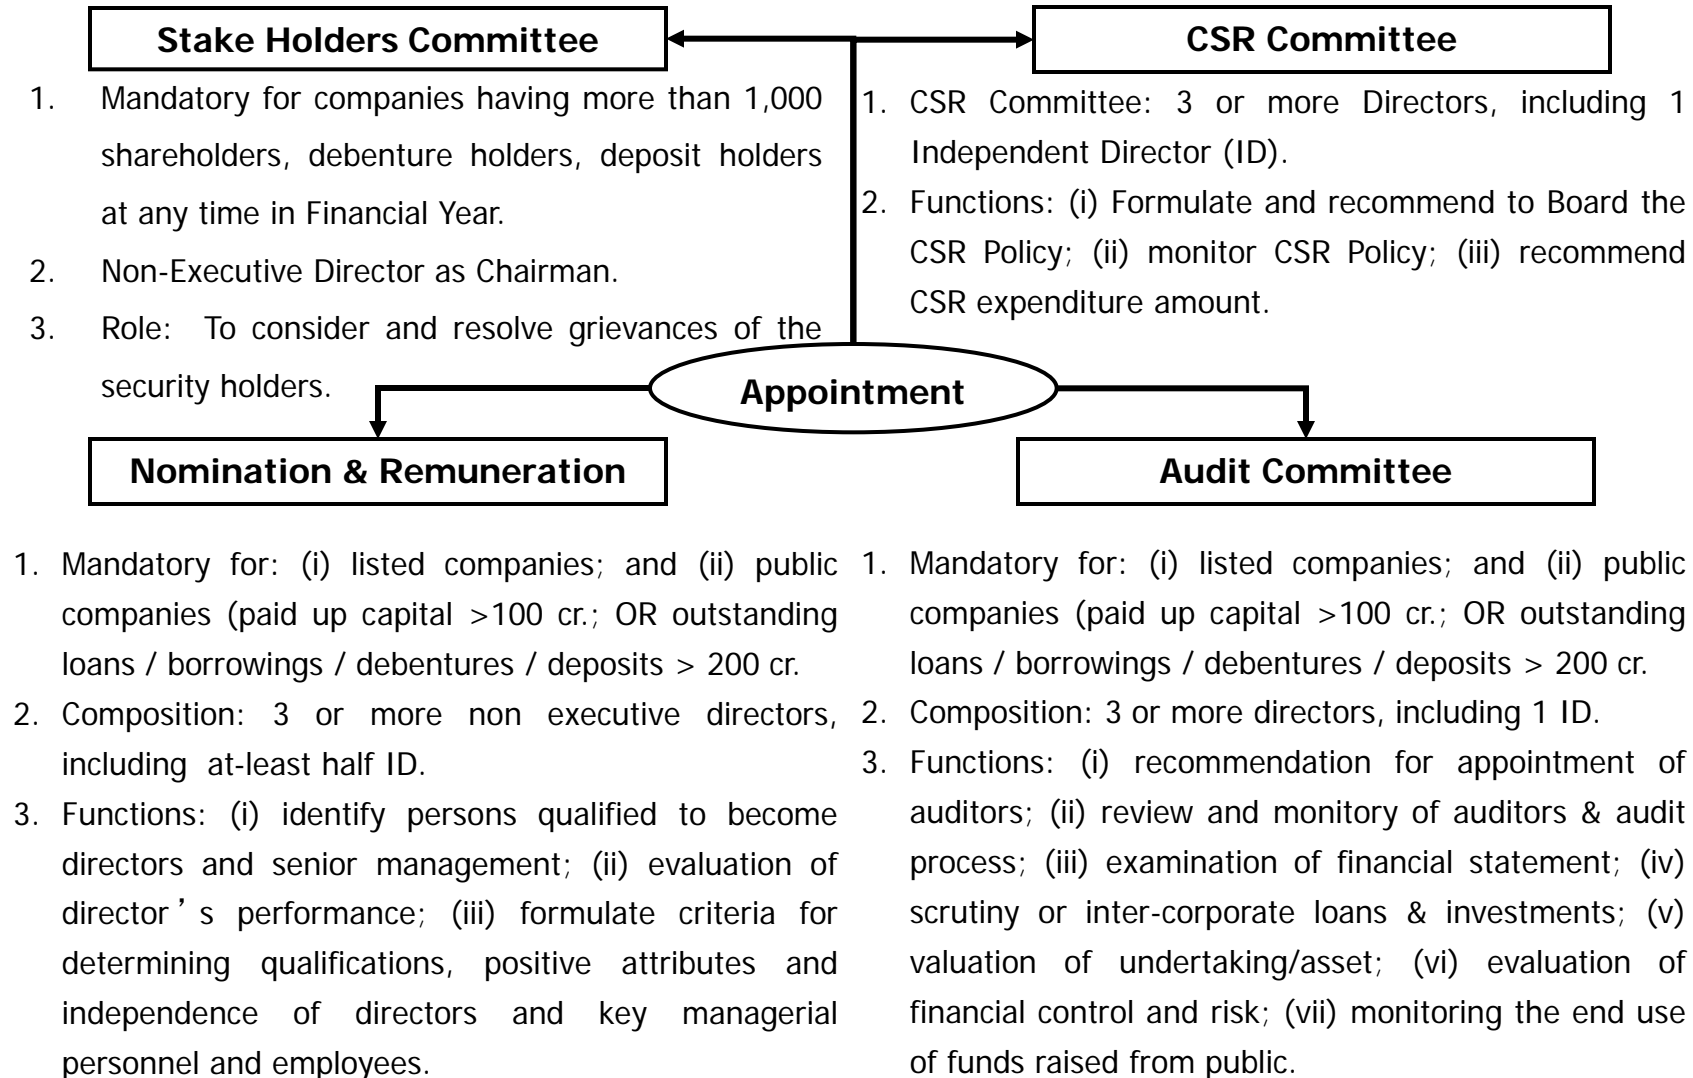 Stake Holders Committee
1. Mandatory for companies having more than 1,000
shareholders, debenture holders, deposit holders
at any time in Financial Year.
2. Non-Executive Director as Chairman.
3. Role: To consider and resolve grievances of the
security holders.
CSR Committee
1. CSR Committee: 3 or more Directors, including 1
Independent Director (ID).
2. Functions: (i) Formulate and recommend to Board the
CSR Policy; (ii) monitor CSR Policy; (iii) recommend
CSR expenditure amount.
Appointment
Nomination & Remuneration
1. Mandatory for: (i) listed companies; and (ii) public
companies (paid up capital >100 cr.; OR outstanding
loans / borrowings / debentures / deposits > 200 cr.
2. Composition: 3 or more non executive directors,
including at-least half ID.
3. Functions: (i) identify persons qualified to become
directors and senior management; (ii) evaluation of
director's performance; (iii) formulate criteria for
determining qualifications, positive attributes and
independence of directors and key managerial
personnel and employees.
Audit Committee
1. Mandatory for: (i) listed companies; and (ii) public
companies (paid up capital >100 cr.; OR outstanding
loans / borrowings / debentures / deposits > 200 cr.
2. Composition: 3 or more directors, including 1 ID.
3. Functions: (i) recommendation for appointment of
auditors; (ii) review and monitory of auditors & audit
process; (iii) examination of financial statement; (iv)
scrutiny or inter-corporate loans & investments; (v)
valuation of undertaking/asset; (vi) evaluation of
financial control and risk; (vii) monitoring the end use
of funds raised from public.